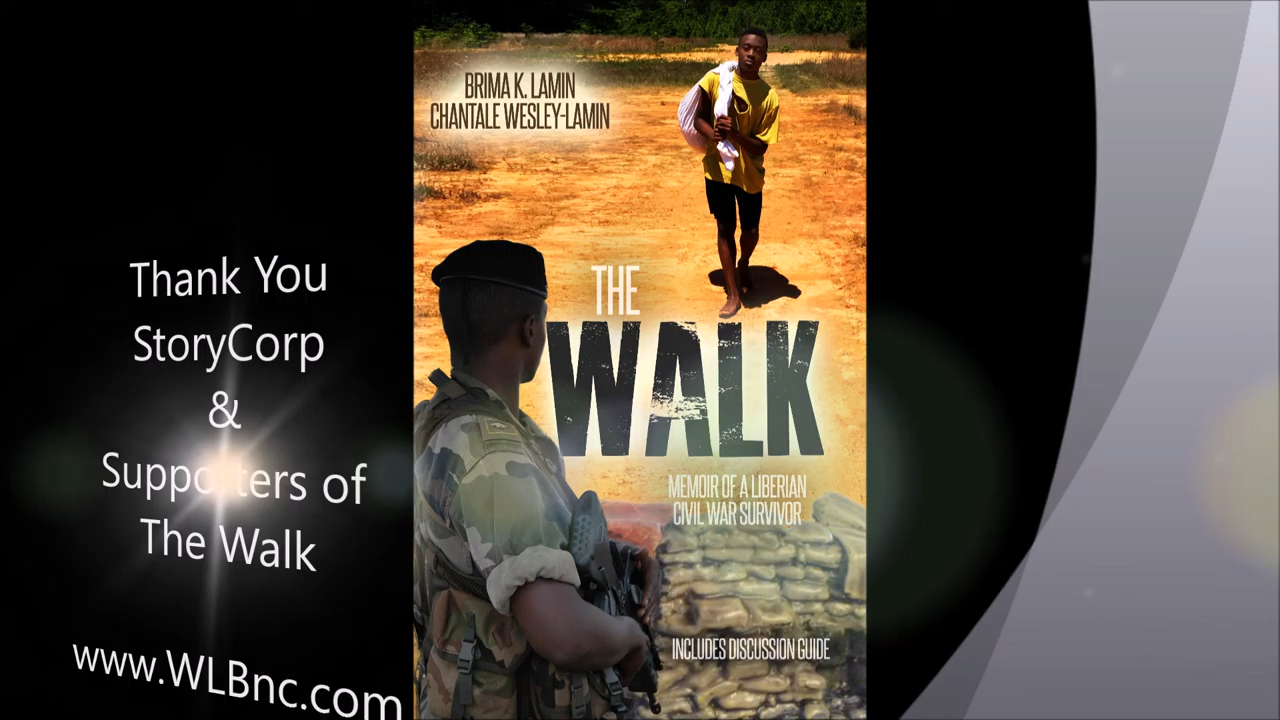 Thank You
StoryCorp
&
Supporters of
The Walk
www.WLBnc.com
BRIMA K. LAMIN
CHANTALE WESLEY-LAMIN
THE
WALK
MEMOIR OF A LIBERIAN
CIVIL WAR SURVIVOR
INCLUDES DISCUSSION GUIDE